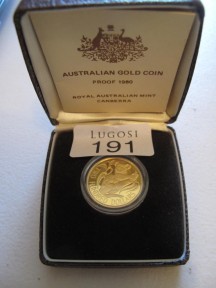 AUSTRALIAN GOLD COIN
PROOF 1980
ROYAL AUSTRALIAN MINT
CANBERRA
LUGOSI
191